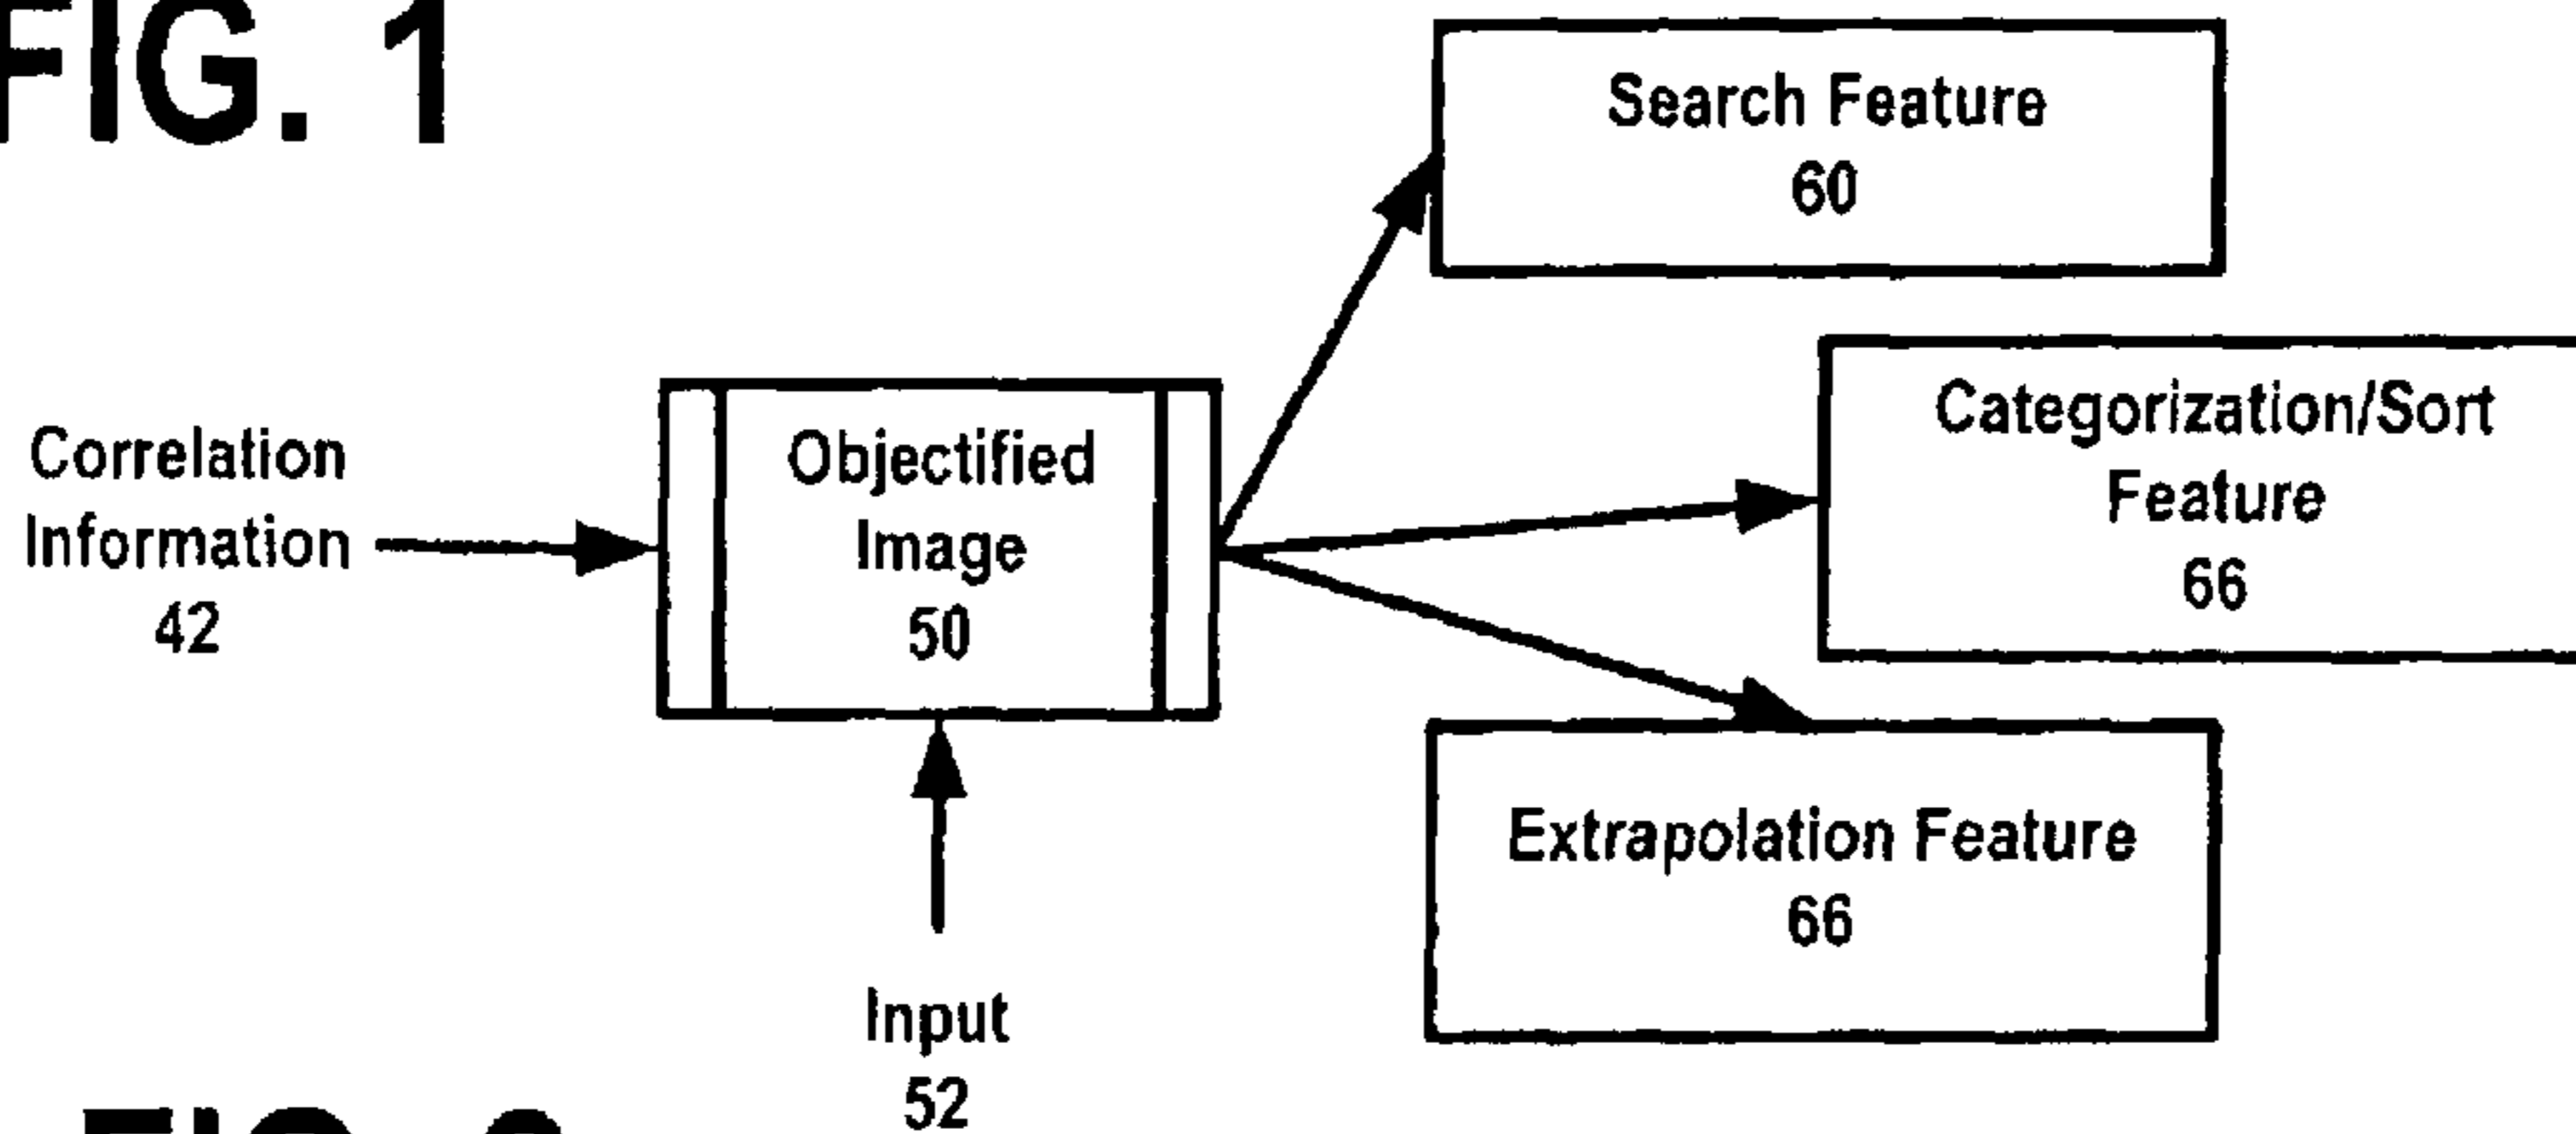 FIG. 1
Search Feature
60
Categorization/Sort
Feature
66
Correlation
Information
42
Objectified
Image
50
Extrapolation Feature
66
Input
52